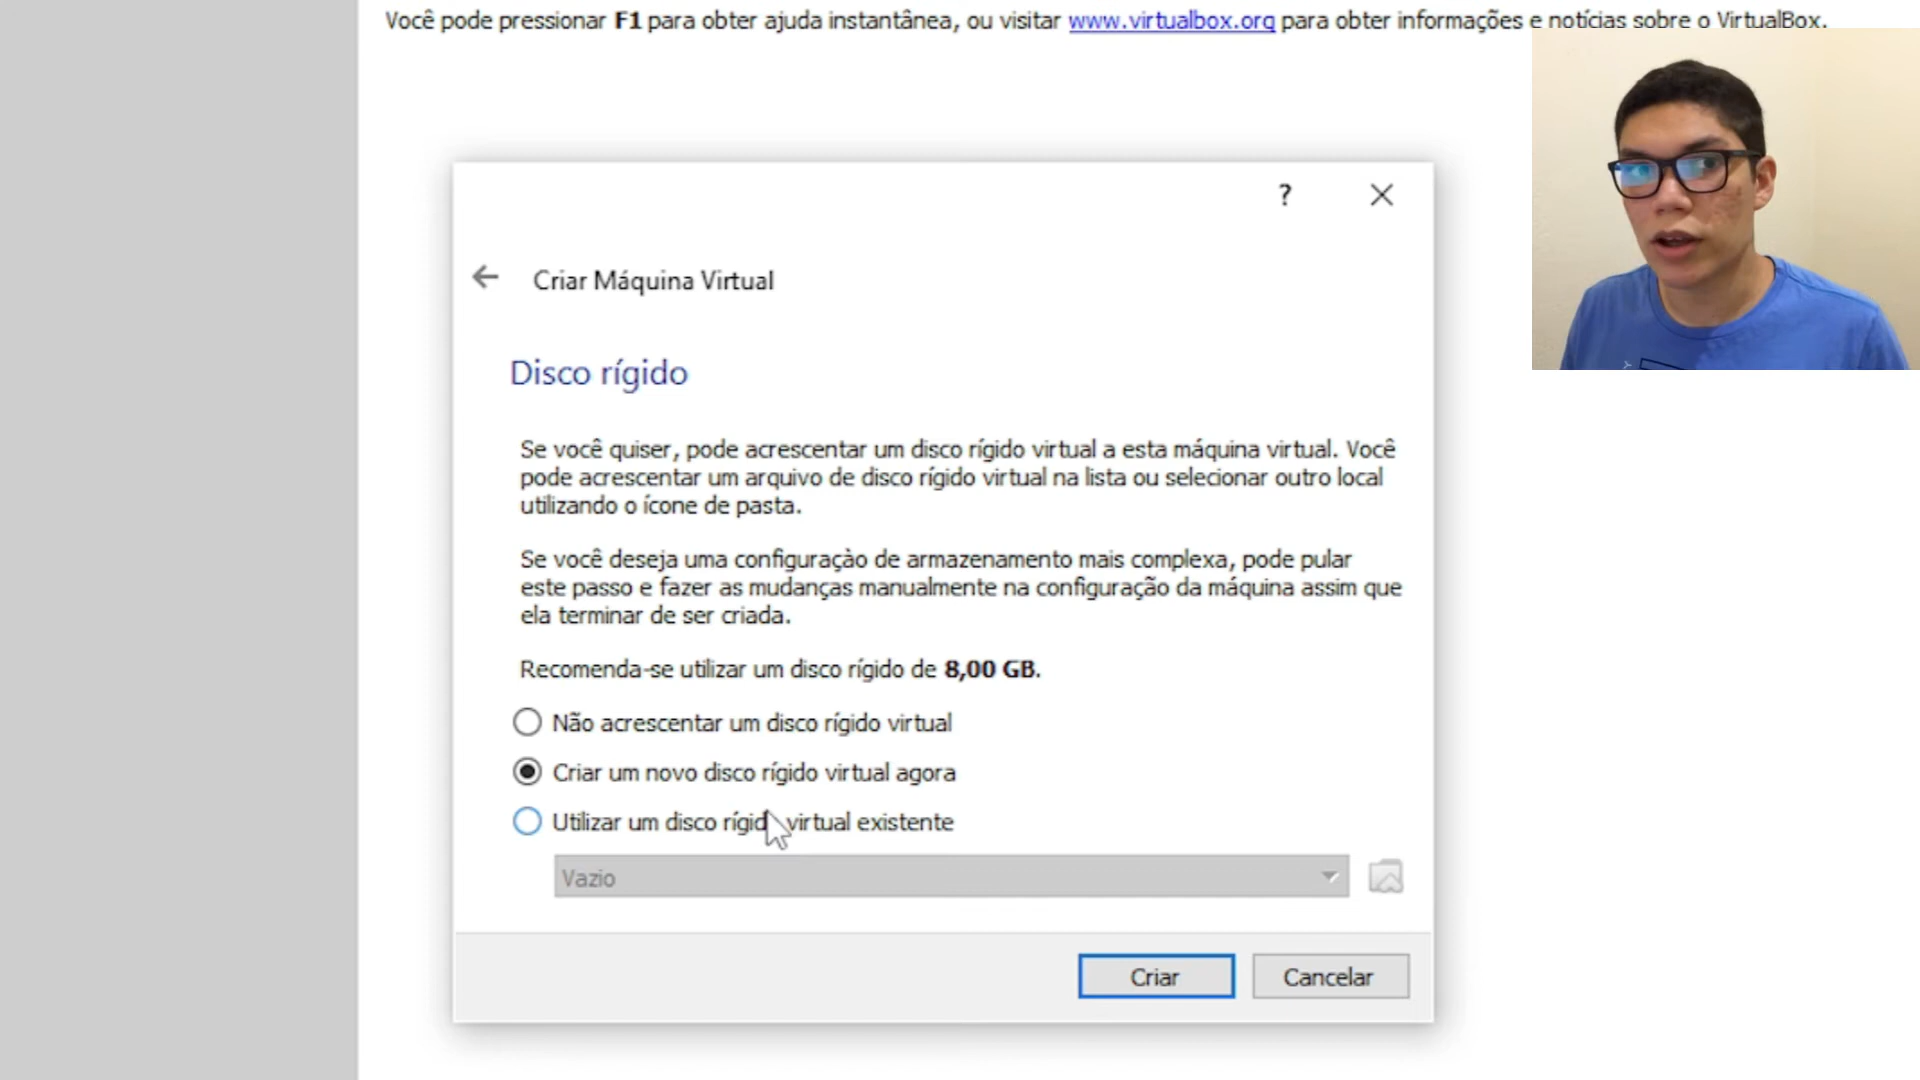 Você pode pressionar F1 para obter ajuda instantânea, ou visitar www.virtualbox.org para obter informações e notícias sobre o VirtualBox.
?
Criar Máquina Virtual
Disco rígido
Se você quiser, pode acrescentar um disco rígido virtual a esta máquina virtual. Você
pode acrescentar um arquivo de disco rígido virtual na lista ou selecionar outro local
utilizando o ícone de pasta.
Se você deseja uma configuraçào de armazenamento mais complexa, pode pular
este passo e fazer as mudanças manualmente na configuração da máquina assim que
ela terminar de ser criada.
Recomenda-se utilizar um disco rígido de 8,00 GB.
Não acrescentar um disco rígido virtual
Criar um novo disco rígido virtual agora
Utilizar um disco rígido virtual existente
Vazio
Criar
Cancelar